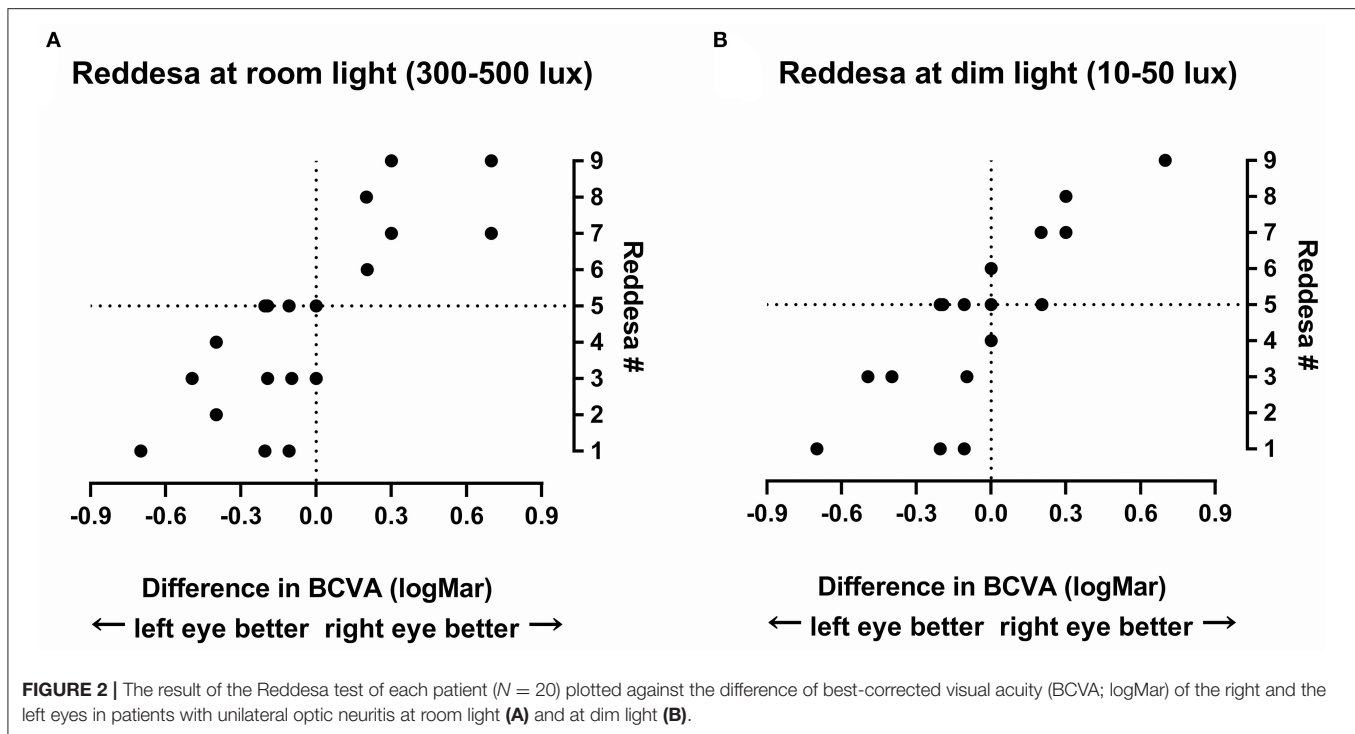 A
Reddesa at room light (300-500 lux)
9
8
7
6
5
4
3
2
1
Reddesa #
-0.9 -0.6 -0.3 0.0 0.3 0.6 0.9
Difference in BCVA (logMar)
← left eye better right eye better →
B
Reddesa at dim light (10-50 lux)
9
8
7
6
5
4
3
2
1
Reddesa #
-0.9 -0.6 -0.3 0.0 0.3 0.6 0.9
Difference in BCVA (logMar)
← left eye better right eye better →
FIGURE 2 | The result of the Reddesa test of each patient (N = 20) plotted against the difference of best-corrected visual acuity (BCVA; logMar) of the right and the
left eyes in patients with unilateral optic neuritis at room light (A) and at dim light (B).